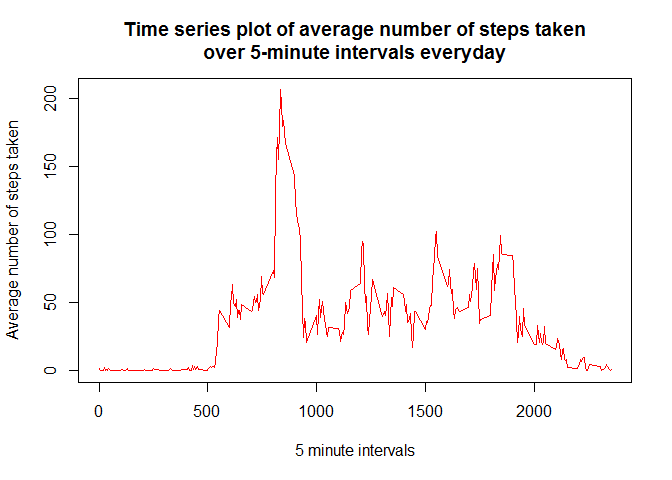 Time series plot of average number of steps taken
over 5-minute intervals everyday
Average number of steps taken
200
150
100
50
0
0 500 1000 1500 2000
5 minute intervals